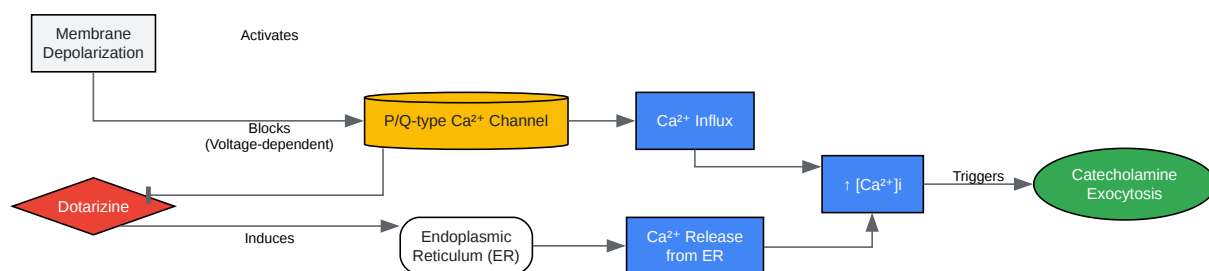 Membrane
Depolarization
Activates
P/Q-type Ca²⁺ Channel
Ca²⁺ Influx
Blocks
(Voltage-dependent)
↑ [Ca²⁺]i
Triggers
Catecholamine
Exocytosis
Dotarizine
Induces
Endoplasmic
Reticulum (ER)
Ca²⁺ Release
from ER